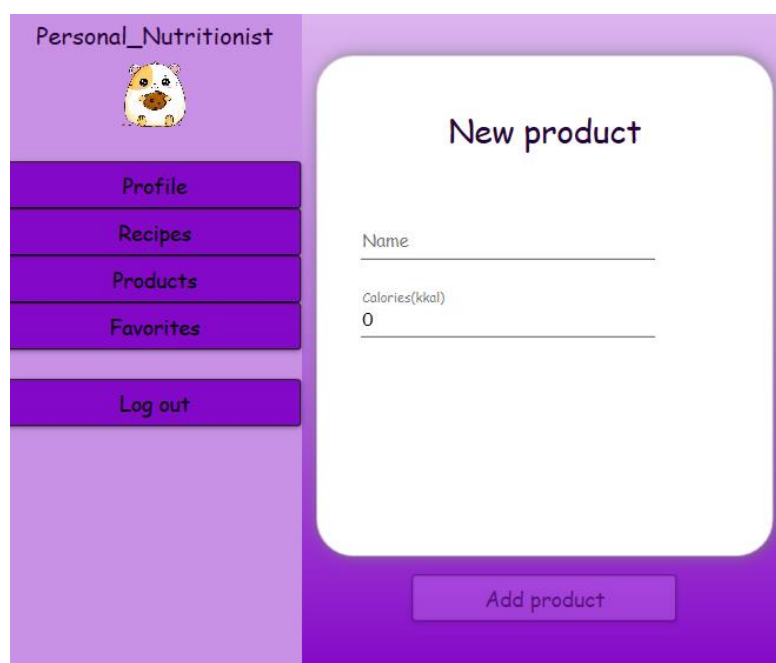 Personal_Nutritionist
Profile
Recipes
Products
Favorites
Log out
New product
Name
Calories(kkal)
0
Add product